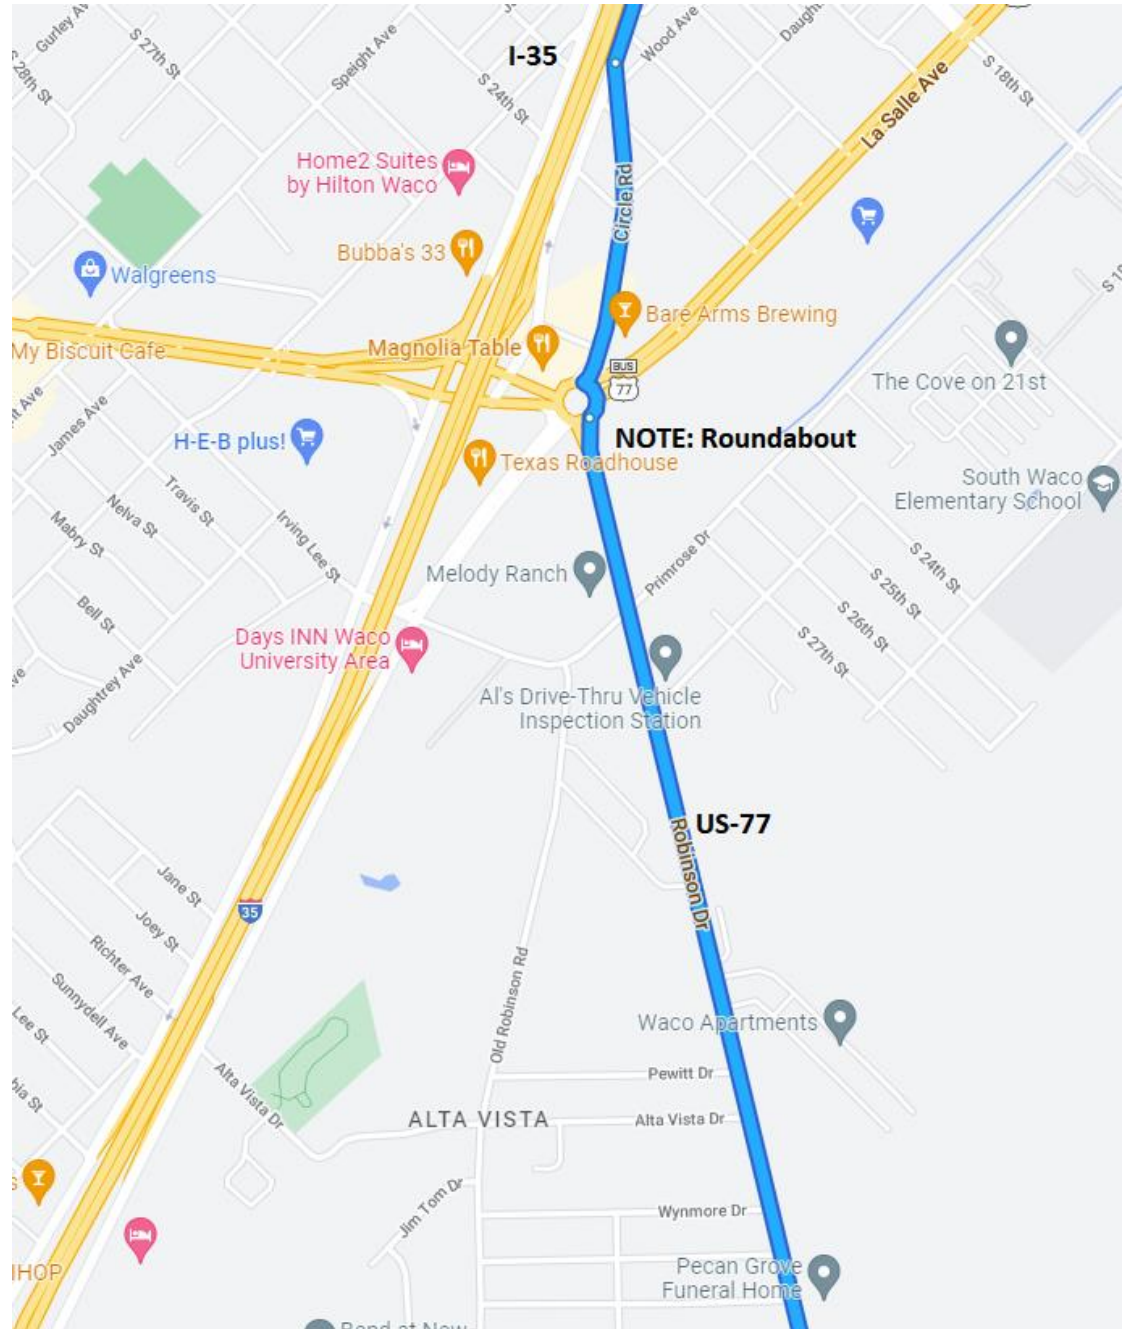 Gurley Av
S 27th St
S 28th St
Speight Ave
I-35
S 24th St
Wood Ave
Daugh
S 18th St
La Salle Ave
Home2 Suites
by Hilton Waco
Circle Rd
Bubba's 33
Walgreens
Bare Arms Brewing
My Biscuit Cafe
Magnolia Table
BUS
77
The Cove on 21st
James Ave
H-E-B plus!
NOTE: Roundabout
Texas Roadhouse
South Waco
Elementary School
Travis St
Nelva St
Mabry St
Irving Lee St
Melody Ranch
Primrose Dr
S 24th St
S 25th St
S 26th St
S 27th St
Bell St
Days INN Waco
University Area
Daughtrey Ave
Al's Drive-Thru Vehicle
Inspection Station
US-77
Robinson Dr
Jane St
35
Joey St
Richter Ave
Sunnydell Ave
Lee St
Old Robinson Rd
Waco Apartments
Alta Vista Dr
Pewitt Dr
ALTA VISTA
Alta Vista Dr
Jim Tom Dr
Wynmore Dr
Pecan Grove
Funeral Home
IHOP